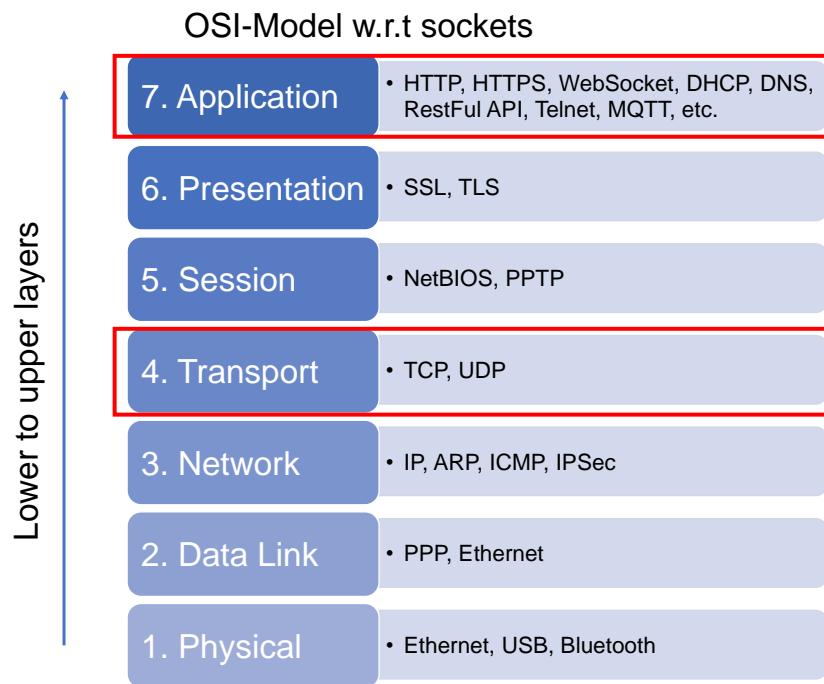 OSI-Model w.r.t sockets
Lower to upper layers
7. Application
• HTTP, HTTPS, WebSocket, DHCP, DNS,
RestFul API, Telnet, MQTT, etc.
6. Presentation
• SSL, TLS
5. Session
• NetBIOS, PPTP
4. Transport
• TCP, UDP
3. Network
• IP, ARP, ICMP, IPSec
2. Data Link
• PPP, Ethernet
1. Physical
• Ethernet, USB, Bluetooth